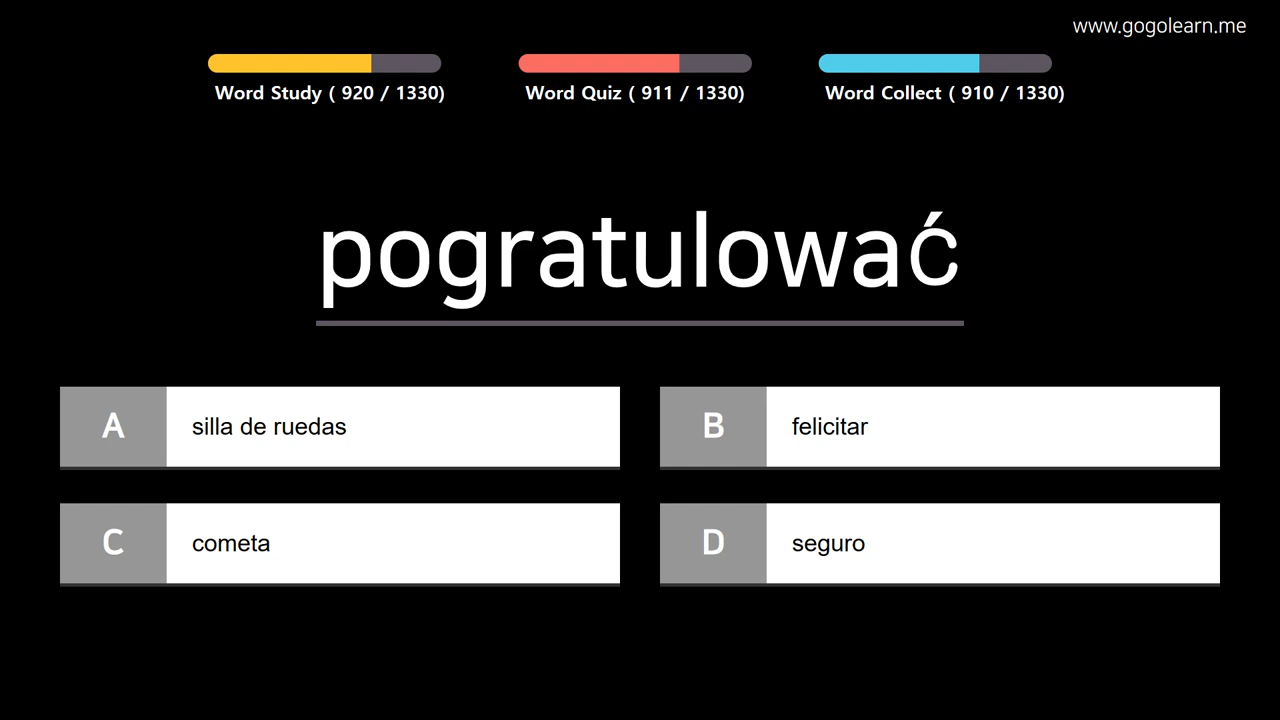 www.gogolearn.me
Word Study ( 920 / 1330)
Word Quiz ( 911 / 1330)
Word Collect ( 910 / 1330)
pogratulować
A silla de ruedas
B felicitar
C cometa
D seguro